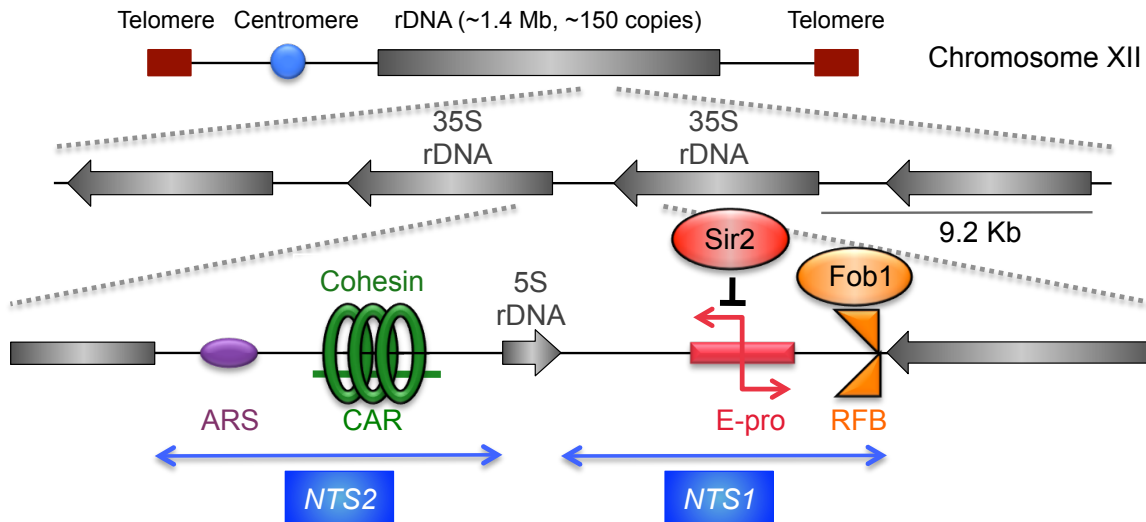 Telomere Centromere rDNA (~1.4 Mb, ~150 copies) Telomere
Chromosome XII
35S
rDNA
35S
rDNA
9.2 Kb
Sir2
Fob1
Cohesin
5S
rDNA
ARS
CAR
E-pro
RFB
NTS2
NTS1